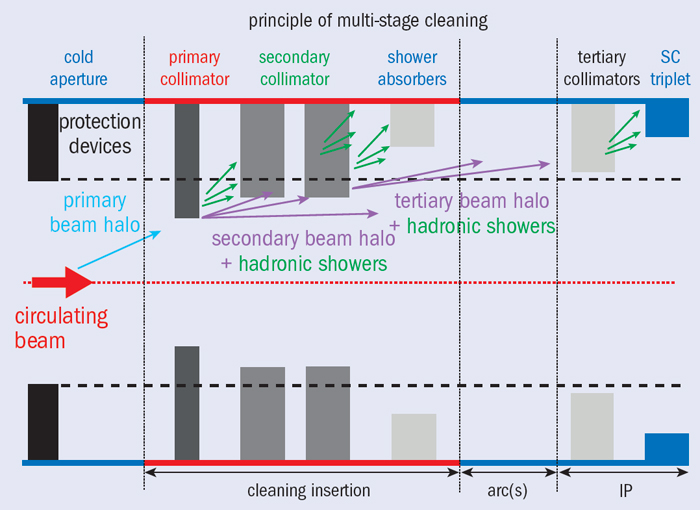 principle of multi-stage cleaning
cold
aperture
primary
collimator
secondary
collimator
shower
absorbers
tertiary
collimators
SC
triplet
protection
devices
primary
beam halo
secondary beam halo
+ hadronic showers
tertiary beam halo
+ hadronic showers
circulating
beam
cleaning insertion
arc(s)
IP